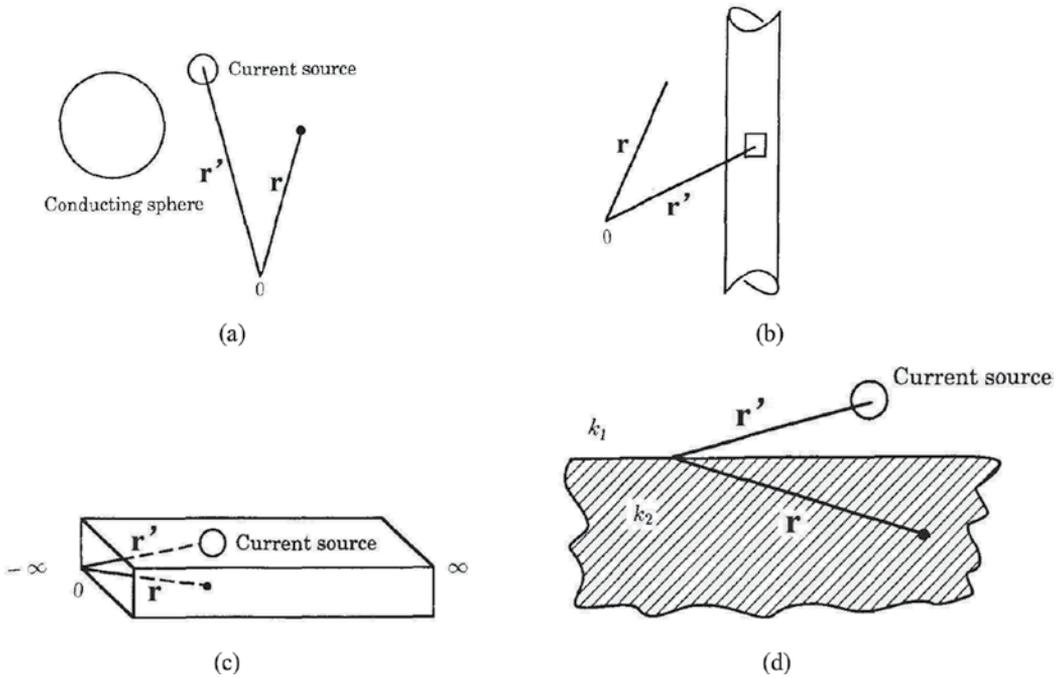 Current source
r’
r
Conducting sphere
0
(a)
r
r’
0
(b)
r’
Current source
− ∞
∞
0
r
(c)
Current source
r’
k1
k2
r
(d)